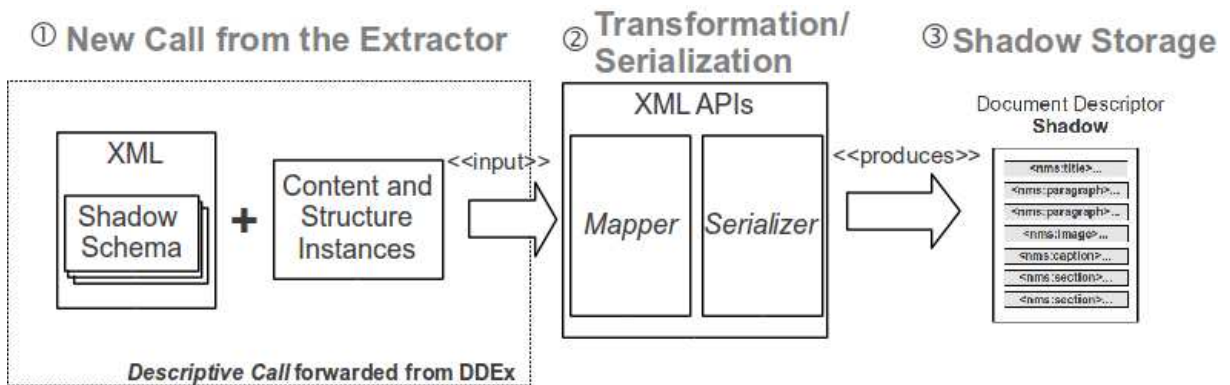 ① New Call from the Extractor
② Transformation/
Serialization
③ Shadow Storage
XML
Shadow
Schema
+
Content and
Structure
Instances
<<input>>
Descriptive Call forwarded from DDEx
XML APIs
Mapper
Serializer
<<produces>>
Document Descriptor
Shadow
<nms:title>...
<nms:paragraph>...
<nms:paragraph>...
<nms:image>...
<nms:caption>...
<nms:section>...
<nms:section>...